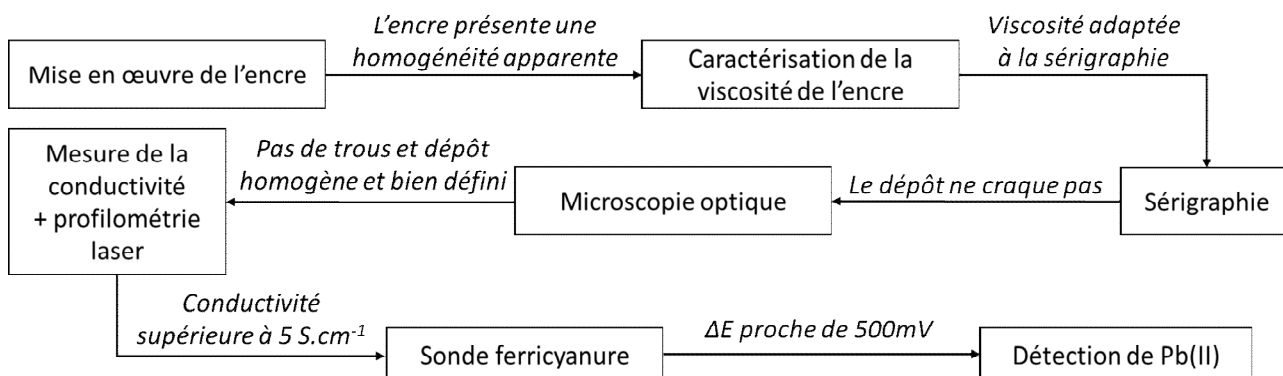 Mise en œuvre de l'encre
L'encre présente une
homogénéité apparente
Caractérisation de la
viscosité de l'encre
Viscosité adaptée
à la sérigraphie
Sérigraphie
Le dépôt ne craque pas
Microscopie optique
Pas de trous et dépôt
homogène et bien défini
Mesure de la
conductivité
+ profilométrie
laser
Conductivité
supérieure à 5 S.cm⁻¹
Sonde ferricyanure
ΔE proche de 500mV
Détection de Pb(II)